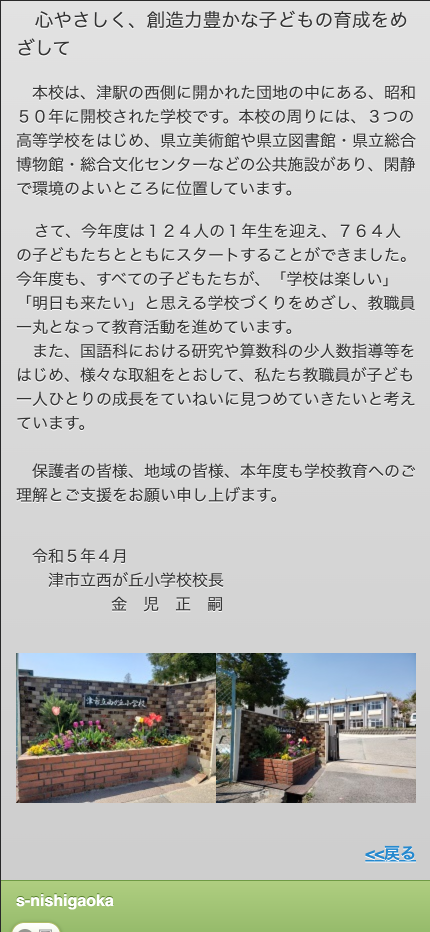 心やさしく、創造力豊かな子どもの育成をめ
ざして
本校は、津駅の西側に開かれた団地の中にある、昭和
５０年に開校された学校です。本校の周りには、３つの
高等学校をはじめ、県立美術館や県立図書館・県立総合
博物館・総合文化センターなどの公共施設があり、閑静
で環境のよいところに位置しています。
さて、今年度は１２４人の１年生を迎え、７６４人
の子どもたちとともにスタートすることができました。
今年度も、すべての子どもたちが、「学校は楽しい」
「明日も来たい」と思える学校づくりをめざし、教職員
一丸となって教育活動を進めています。
また、国語科における研究や算数科の少人数指導等を
はじめ、様々な取組をとおして、私たち教職員が子ども
一人ひとりの成長をていねいに見つめていきたいと考え
ています。
保護者の皆様、地域の皆様、本年度も学校教育へのご
理解とご支援をお願い申し上げます。
令和５年４月
津市立西が丘小学校校長
金　児　正　嗣
津市立西が丘小学校
<<戻る
s-nishigaoka